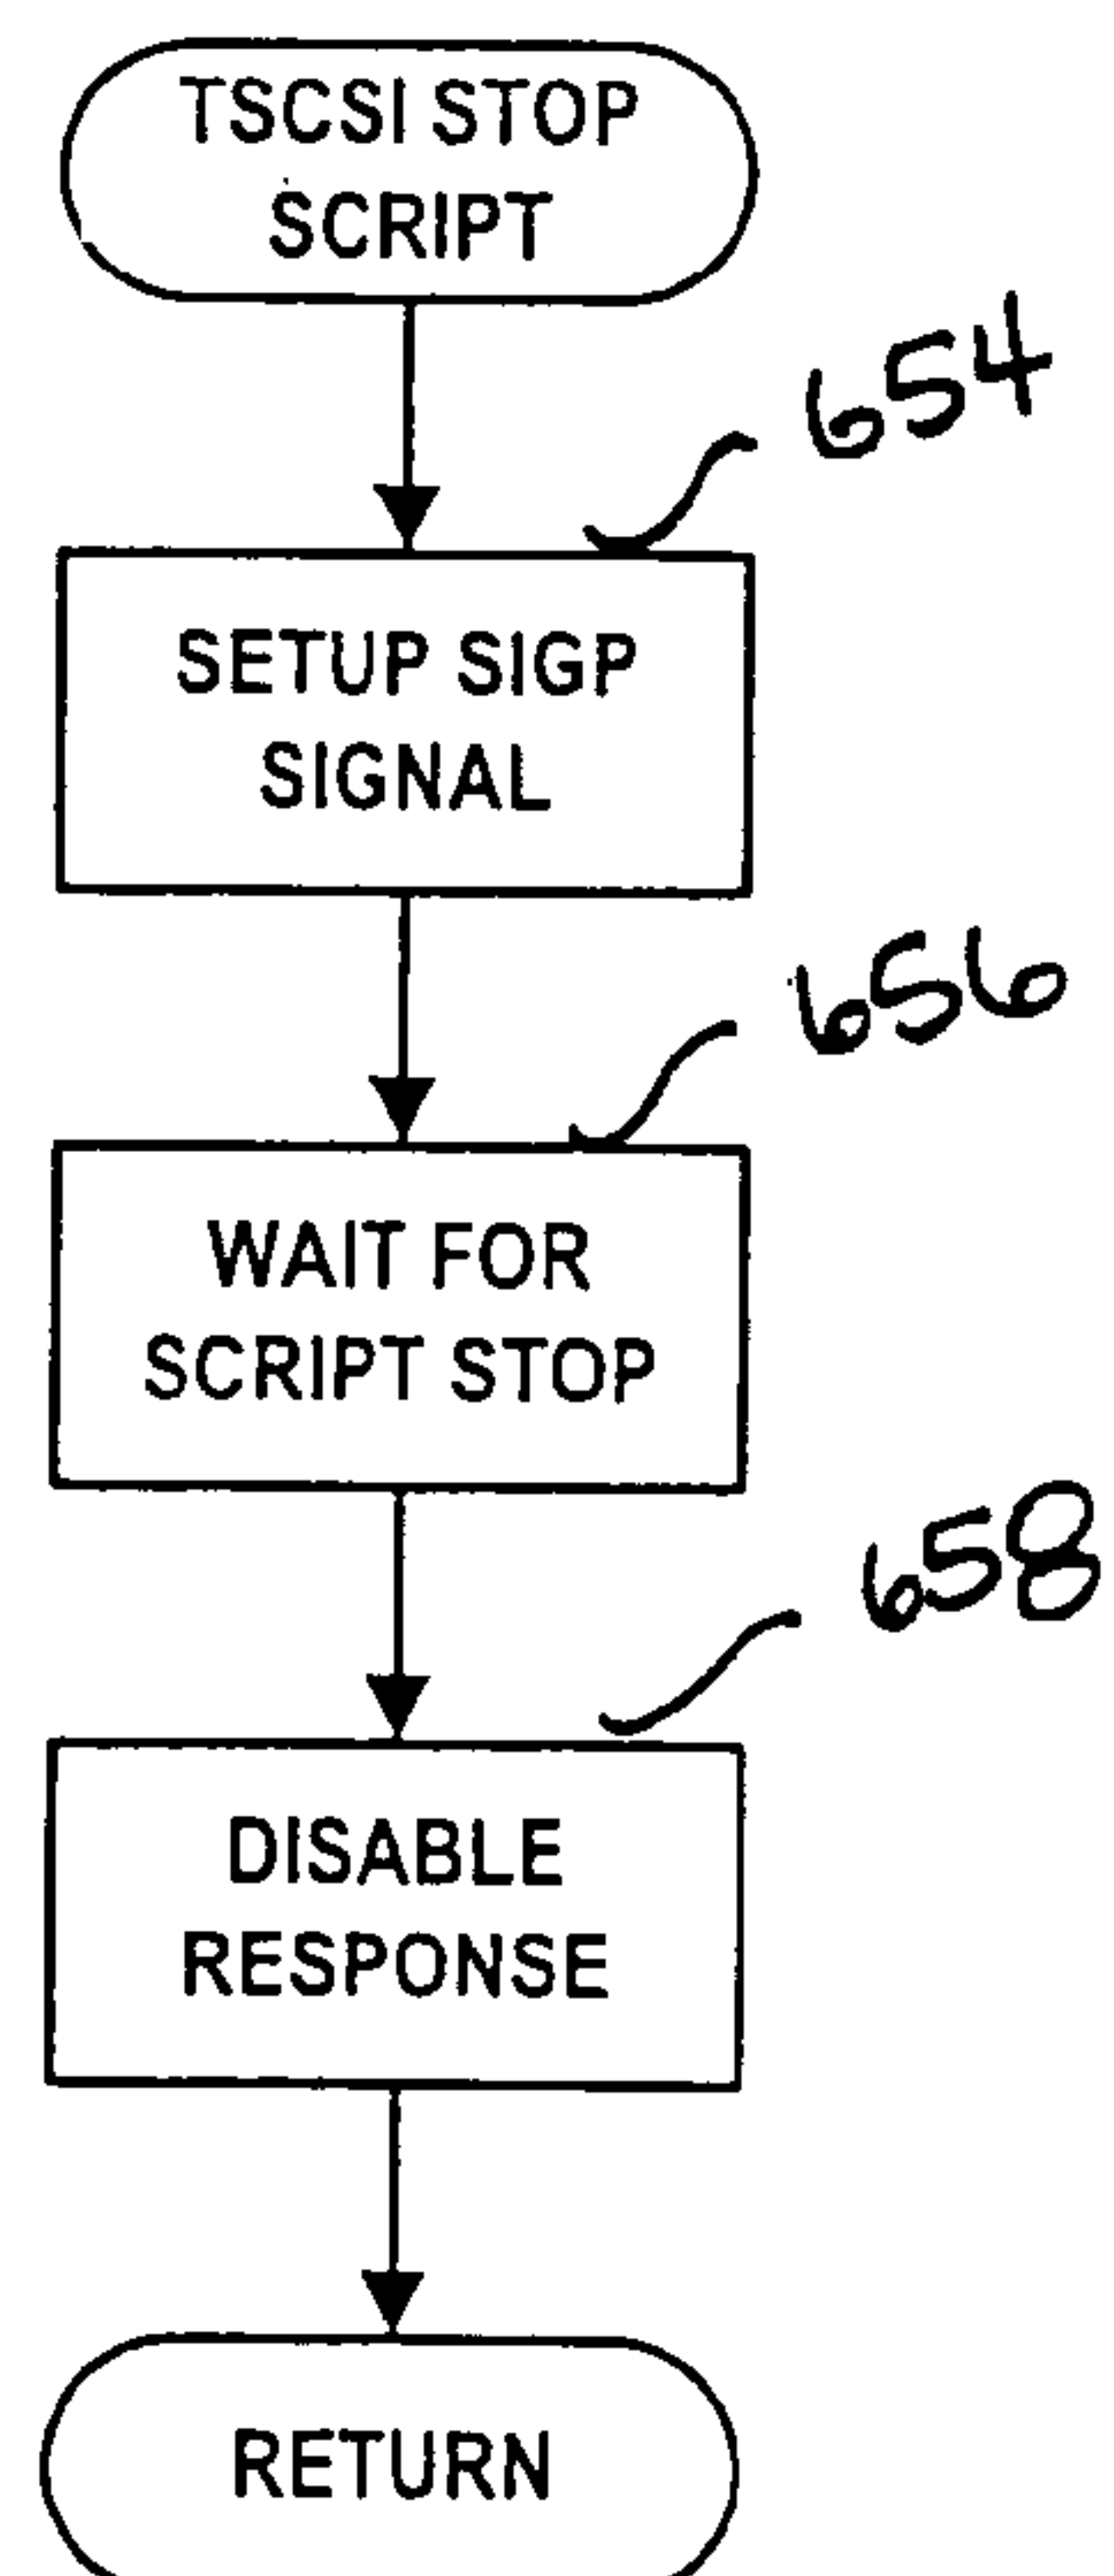 TSCSI STOP
SCRIPT
654
SETUP SIGP
SIGNAL
656
WAIT FOR
SCRIPT STOP
658
DISABLE
RESPONSE
RETURN